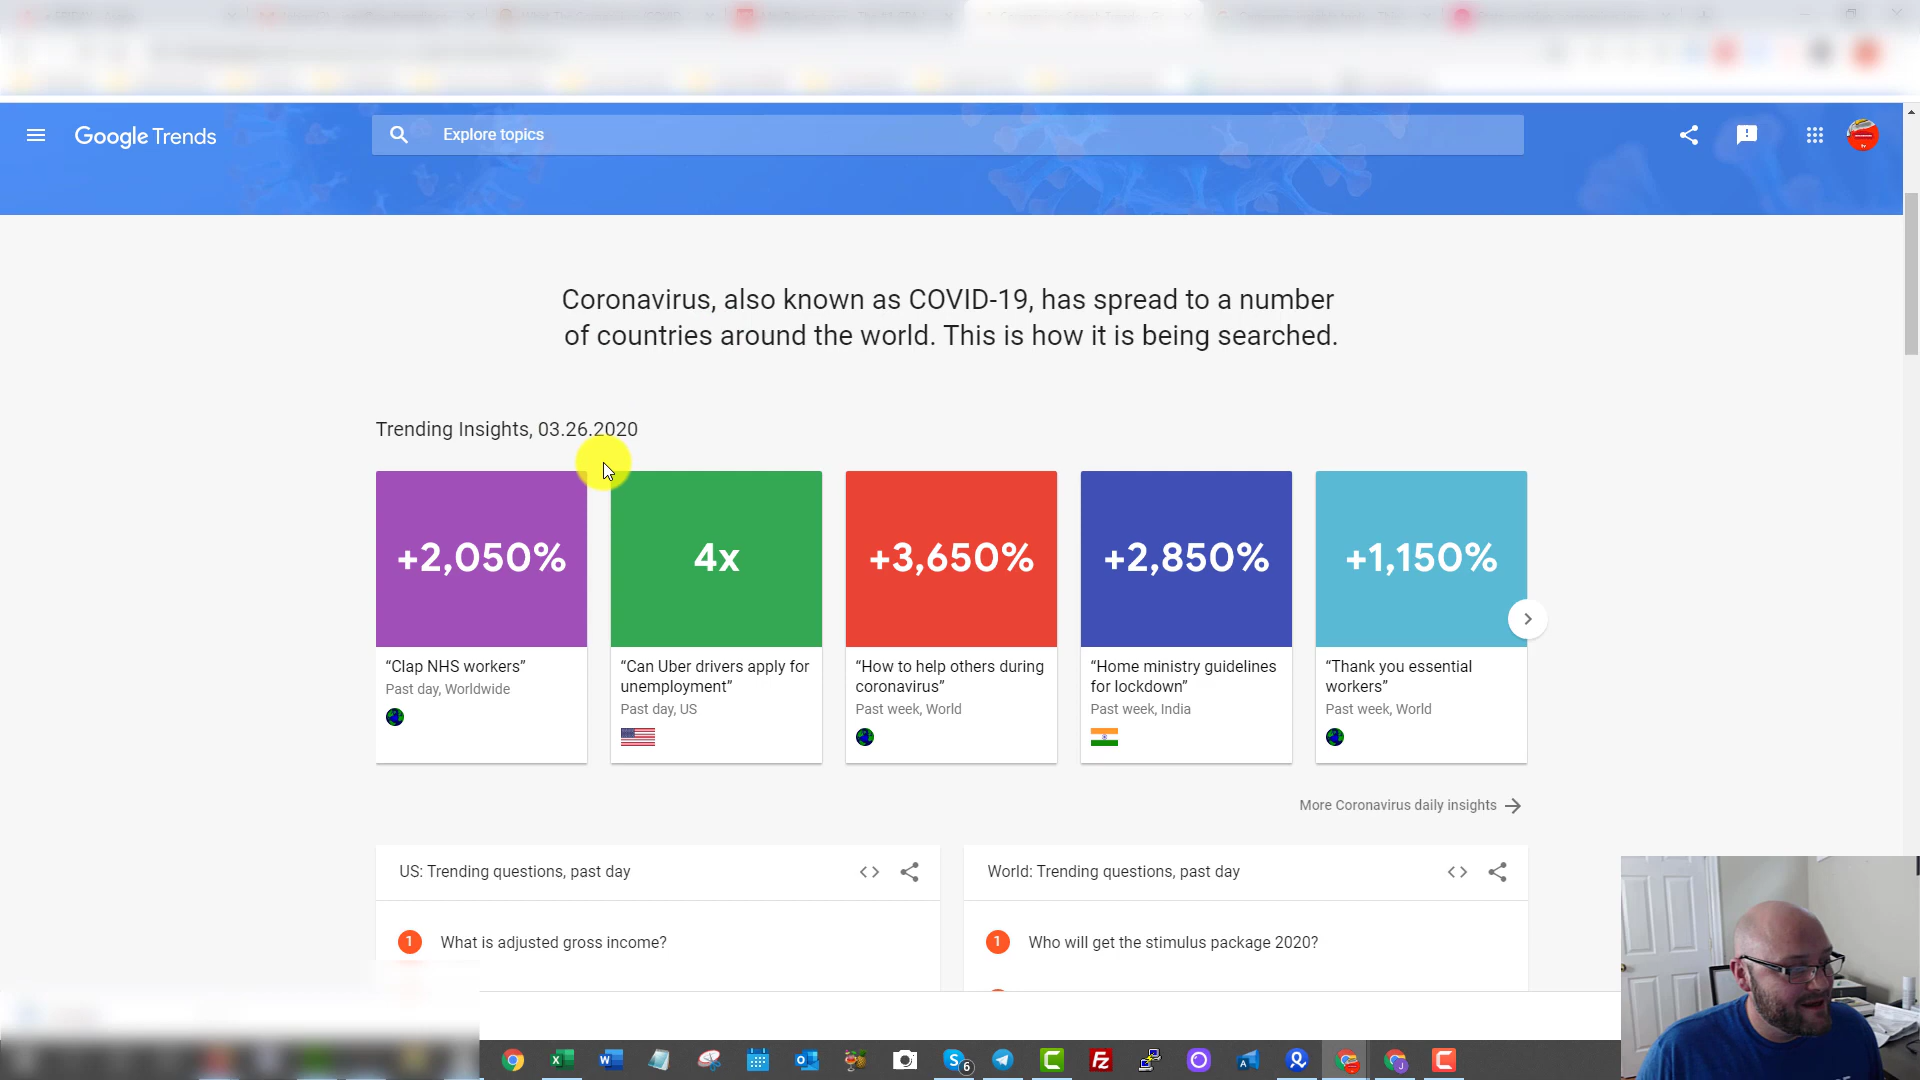 Google Trends
Explore topics
Coronavirus, also known as COVID-19, has spread to a number
of countries around the world. This is how it is being searched.
Trending Insights, 03.26.2020
+2,050%
“Clap NHS workers”
Past day, Worldwide
4x
“Can Uber drivers apply for
unemployment”
Past day, US
+3,650%
“How to help others during
coronavirus”
Past week, World
+2,850%
“Home ministry guidelines
for lockdown”
Past week, India
+1,150%
“Thank you essential
workers”
Past week, World
More Coronavirus daily insights
US: Trending questions, past day
1 What is adjusted gross income?
World: Trending questions, past day
1 Who will get the stimulus package 2020?
6